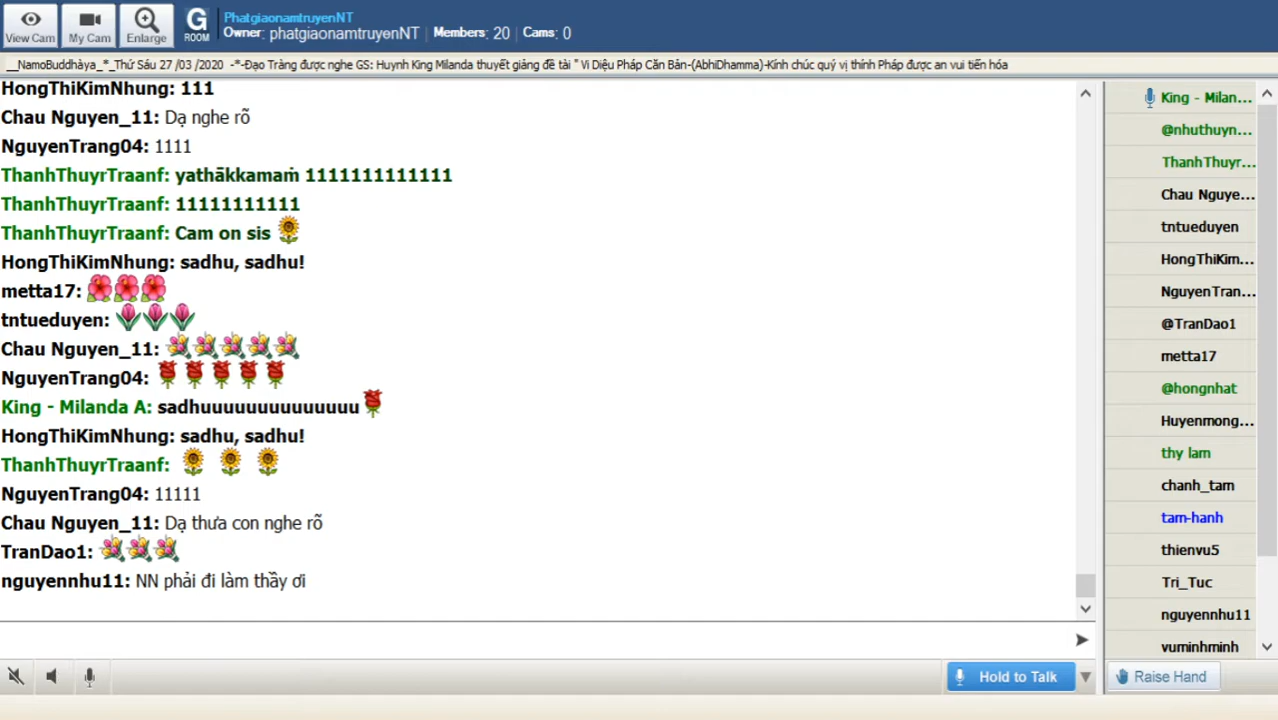 View Cam
My Cam
Enlarge
G
ROOM
PhatgiaonamtruyenNT
Owner: phatgiaonamtruyenNT | Members: 20 | Cams: 0
__NamoBuddhàya_*_Thứ Sáu 27 /03 /2020 -*-Đạo Tràng được nghe GS: Huynh King Milanda thuyết giảng đề tài " Vi Diệu Pháp Căn Bản-(AbhiDhamma)-Kính chúc quý vị thính Pháp được an vui tiến hóa
HongThiKimNhung: 111
Chau Nguyen_11: Dạ nghe rõ
NguyenTrang04: 1111
ThanhThuyrTraanf: yathākkamaṁ 1111111111111
ThanhThuyrTraanf: 11111111111
ThanhThuyrTraanf: Cam on sis
HongThiKimNhung: sadhu, sadhu!
metta17:
tntueduyen:
Chau Nguyen_11:
NguyenTrang04:
King - Milanda A: sadhuuuuuuuuuuuuuu
HongThiKimNhung: sadhu, sadhu!
ThanhThuyrTraanf:
NguyenTrang04: 11111
Chau Nguyen_11: Dạ thưa con nghe rõ
TranDao1:
nguyennhu11: NN phải đi làm thầy ơi
Hold to Talk
King - Milan...
@nhuthuyn...
ThanhThuyr...
Chau Nguye...
tntueduyen
HongThiKim...
NguyenTran...
@TranDao1
metta17
@hongnhat
Huyenmong...
thy lam
chanh_tam
tam-hanh
thienvu5
Tri_Tuc
nguyennhu11
vuminhminh
Raise Hand